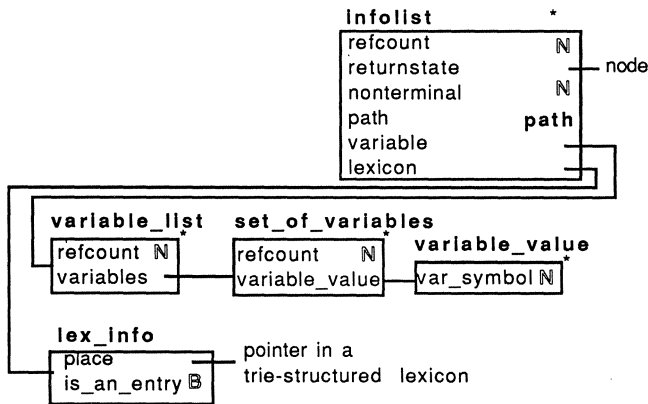 infolist *
refcount ℕ
returnstate node
nonterminal ℕ
path path
variable
lexicon
variable_list * set_of_variables * variable_value *
refcount ℕ refcount ℕ
variables variable_value var_symbol ℕ
lex_info
place pointer in a
is_an_entry 𝔹 trie-structured lexicon